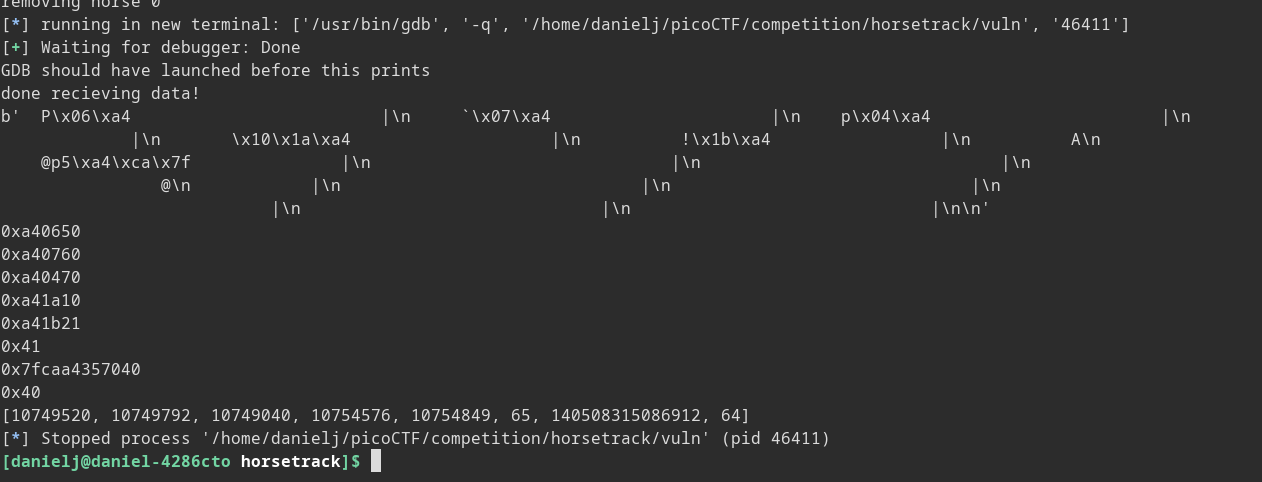 removing horse 0
[*] running in new terminal: ['/usr/bin/gdb', '-q', '/home/danielj/picoCTF/competition/horsetrack/vuln', '46411']
[+] Waiting for debugger: Done
GDB should have launched before this prints
done recieving data!
b'  P\x06\xa4                         |\n     `\x07\xa4                      |\n    p\x04\xa4                       |\n
             |\n       \x10\x1a\xa4                    |\n          !\x1b\xa4                 |\n          A\n
    @p5\xa4\xca\x7f               |\n                              |\n                              |\n
                @\n            |\n                              |\n                              |\n
                           |\n                              |\n                              |\n\n'
0xa40650
0xa40760
0xa40470
0xa41a10
0xa41b21
0x41
0x7fcaa4357040
0x40
[10749520, 10749792, 10749040, 10754576, 10754849, 65, 140508315086912, 64]
[*] Stopped process '/home/danielj/picoCTF/competition/horsetrack/vuln' (pid 46411)
[danielj@daniel-4286cto horsetrack]$